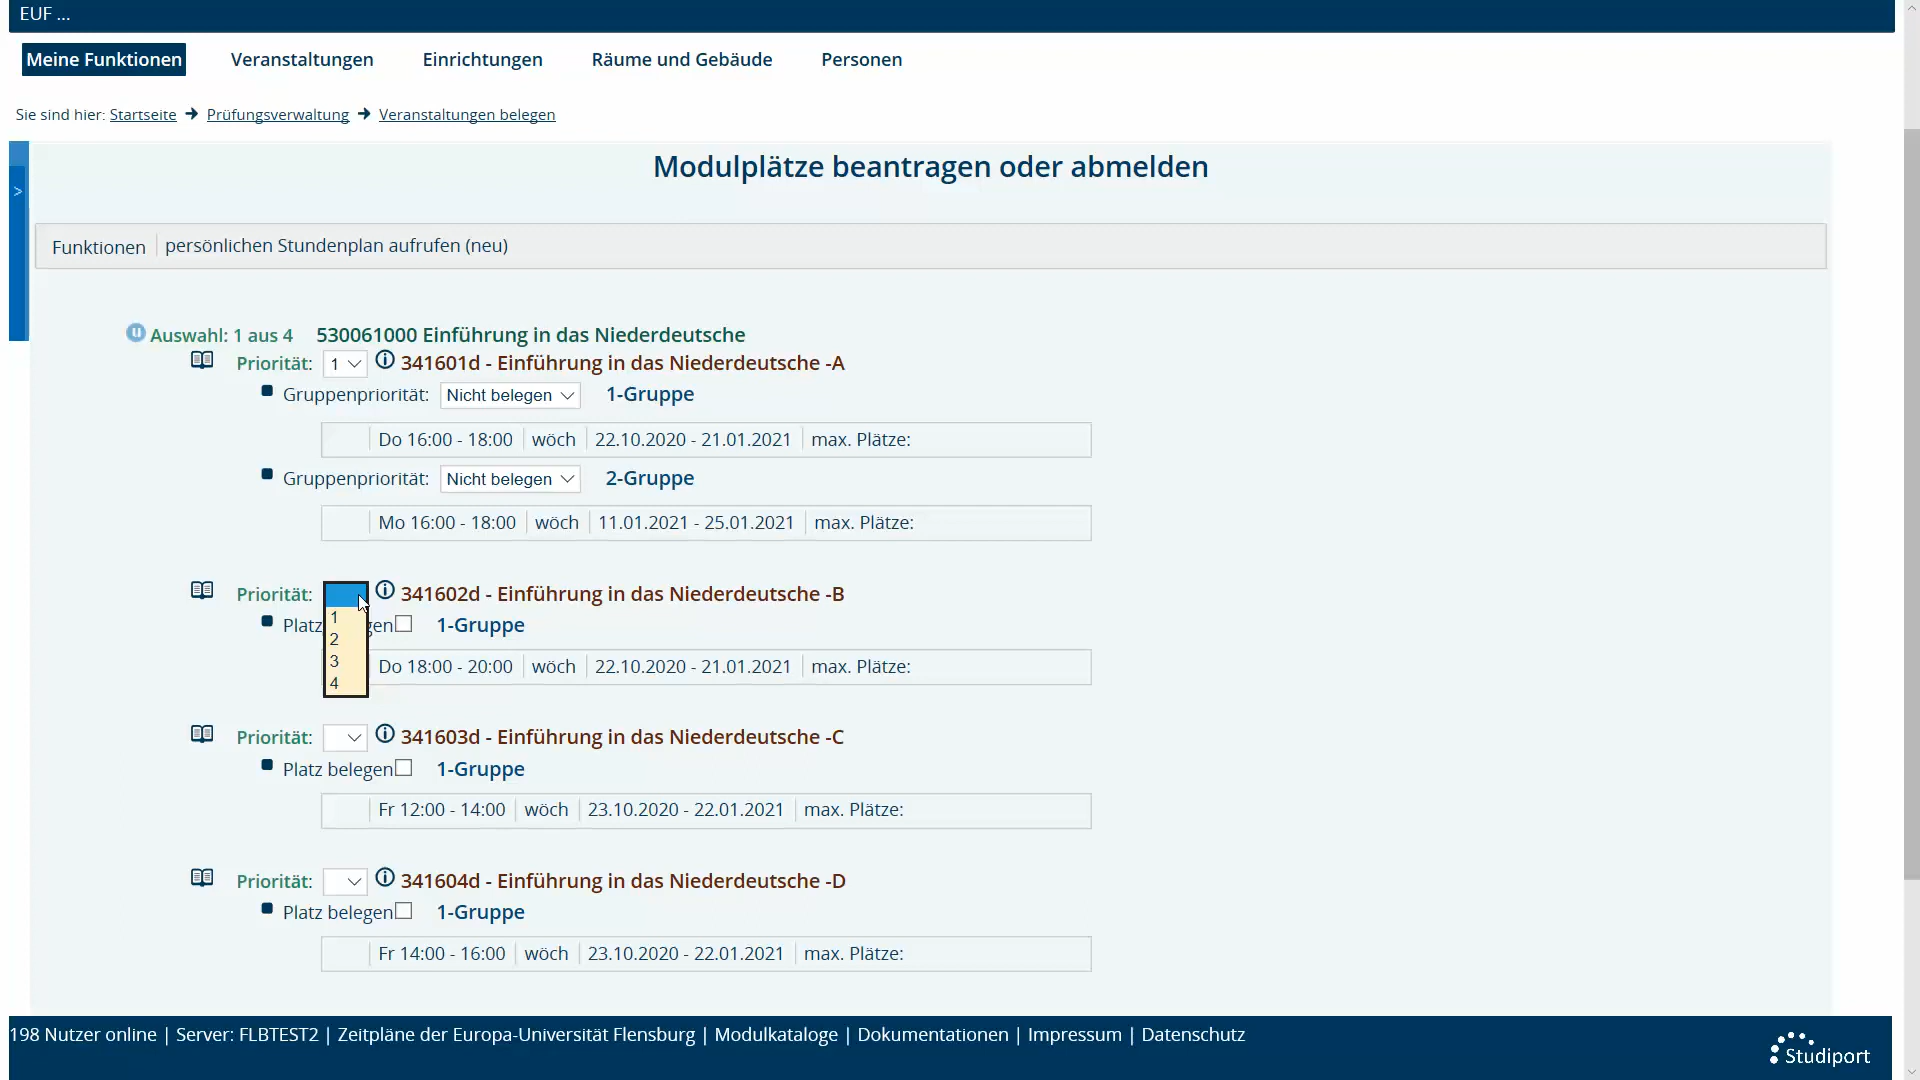 EUF ...
Meine Funktionen Veranstaltungen Einrichtungen Räume und Gebäude Personen
Sie sind hier: Startseite → Prüfungsverwaltung → Veranstaltungen belegen
>
Modulplätze beantragen oder abmelden
Funktionen persönlichen Stundenplan aufrufen (neu)
U Auswahl: 1 aus 4 530061000 Einführung in das Niederdeutsche
Priorität: 1 341601d - Einführung in das Niederdeutsche -A
Gruppenpriorität: Nicht belegen 1-Gruppe
Do 16:00 - 18:00 wöch 22.10.2020 - 21.01.2021 max. Plätze:
Gruppenpriorität: Nicht belegen 2-Gruppe
Mo 16:00 - 18:00 wöch 11.01.2021 - 25.01.2021 max. Plätze:
Priorität: 341602d - Einführung in das Niederdeutsche -B
1
2
3
4
Platz gen 1-Gruppe
Do 18:00 - 20:00 wöch 22.10.2020 - 21.01.2021 max. Plätze:
Priorität: 341603d - Einführung in das Niederdeutsche -C
Platz belegen 1-Gruppe
Fr 12:00 - 14:00 wöch 23.10.2020 - 22.01.2021 max. Plätze:
Priorität: 341604d - Einführung in das Niederdeutsche -D
Platz belegen 1-Gruppe
Fr 14:00 - 16:00 wöch 23.10.2020 - 22.01.2021 max. Plätze:
198 Nutzer online | Server: FLBTEST2 | Zeitpläne der Europa-Universität Flensburg | Modulkataloge | Dokumentationen | Impressum | Datenschutz
Studiport